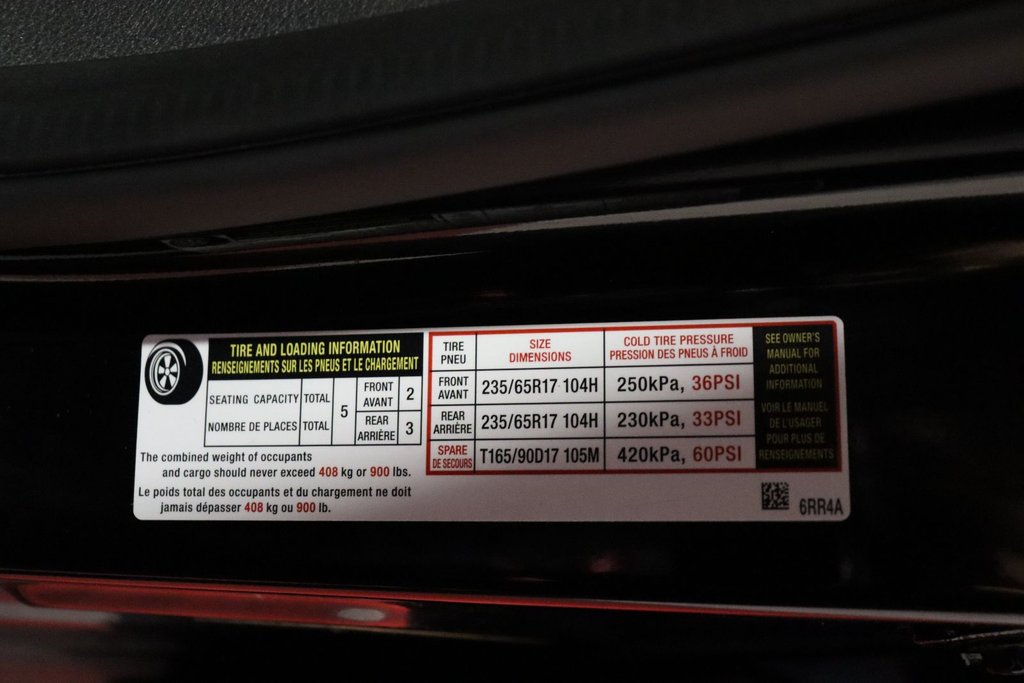 TIRE AND LOADING INFORMATION
RENSEIGNEMENTS SUR LES PNEUS ET LE CHARGEMENT
SEATING CAPACITY TOTAL 5 FRONT AVANT 2
NOMBRE DE PLACES TOTAL REAR ARRIÈRE 3
The combined weight of occupants
and cargo should never exceed 408 kg or 900 lbs.
Le poids total des occupants et du chargement ne doit
jamais dépasser 408 kg ou 900 lb.
TIRE PNEU SIZE DIMENSIONS COLD TIRE PRESSURE PRESSION DES PNEUS À FROID
FRONT AVANT 235/65R17 104H 250kPa, 36PSI
REAR ARRIÈRE 235/65R17 104H 230kPa, 33PSI
SPARE DE SECOURS T165/90D17 105M 420kPa, 60PSI
SEE OWNER'S
MANUAL FOR
ADDITIONAL
INFORMATION
VOIR LE MANUEL
DE L'USAGER
POUR PLUS DE
RENSEIGNEMENTS
6RR4A